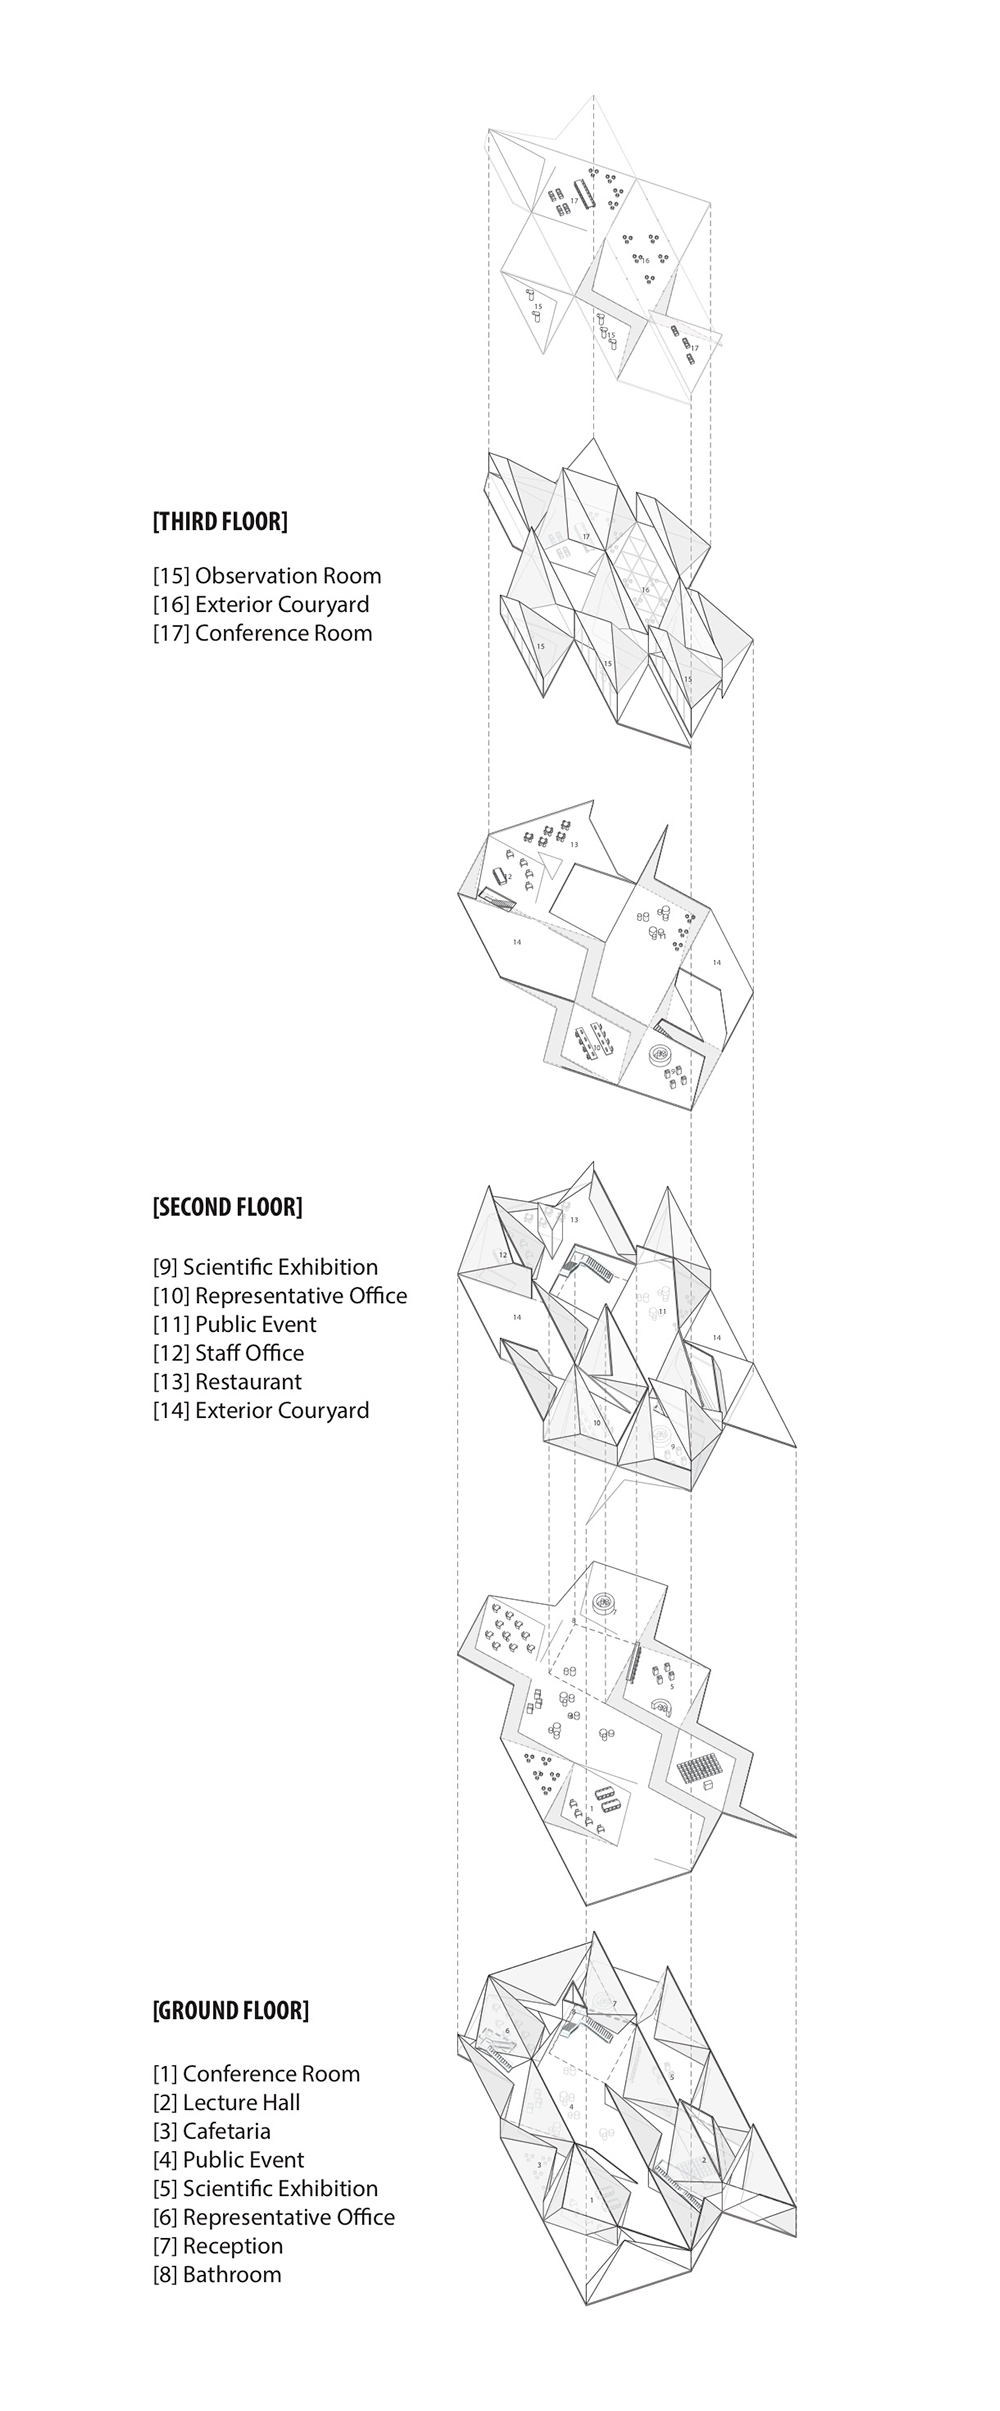 17
16
15
15
17
[THIRD FLOOR]
[15] Observation Room
[16] Exterior Couryard
[17] Conference Room
17
16
15
15
15
13
12
11
14
14
10
9
[SECOND FLOOR]
[9] Scientific Exhibition
[10] Representative Office
[11] Public Event
[12] Staff Office
[13] Restaurant
[14] Exterior Couryard
13
12
11
14
14
10
9
7
8
5
1
[GROUND FLOOR]
[1] Conference Room
[2] Lecture Hall
[3] Cafetaria
[4] Public Event
[5] Scientific Exhibition
[6] Representative Office
[7] Reception
[8] Bathroom
7
6
5
4
3
2
1